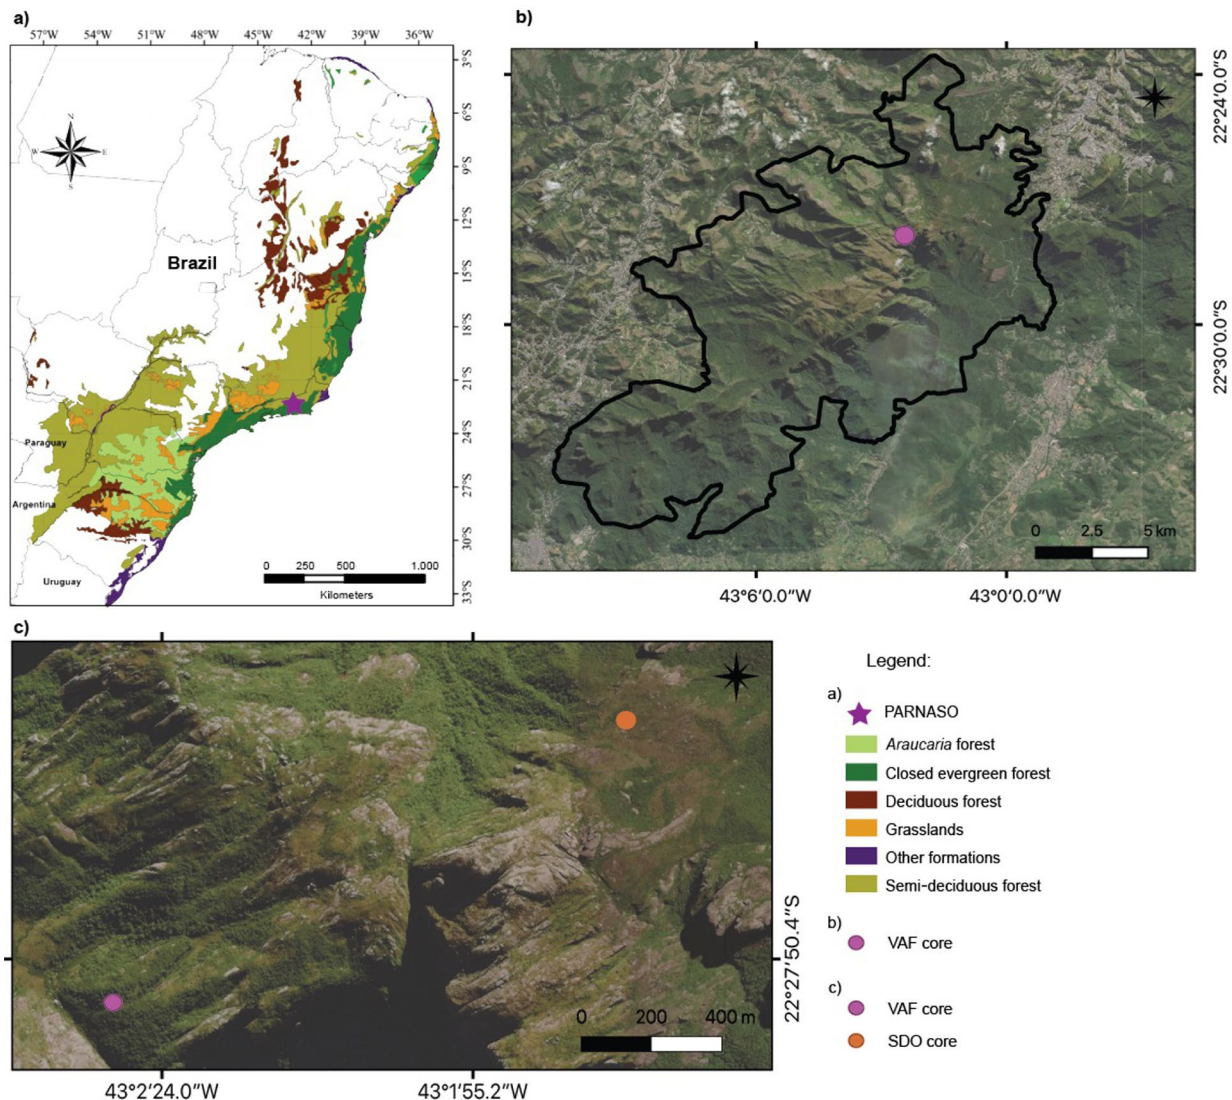 a)
57°W 54°W 51°W 48°W 45°W 42°W 39°W 36°W
3°S
6°S
9°S
12°S
15°S
18°S
21°S
24°S
27°S
30°S
33°S
N
W E
S
Brazil
Paraguay
Argentina
Uruguay
0 250 500 1.000
Kilometers
b)
22°24'0.0"S
22°30'0.0"S
0 2.5 5 km
43°6'0.0"W 43°0'0.0"W
c)
22°27'50.4"S
0 200 400 m
43°2'24.0"W 43°1'55.2"W
Legend:
a)
PARNASO
Araucaria forest
Closed evergreen forest
Deciduous forest
Grasslands
Other formations
Semi-deciduous forest
b)
VAF core
c)
VAF core
SDO core